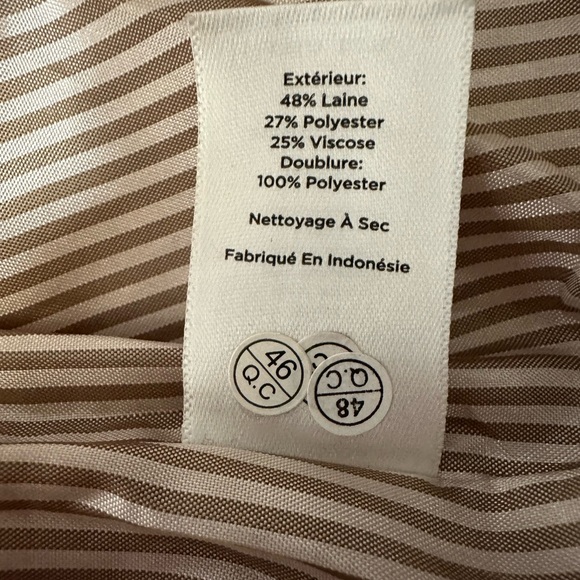 Extérieur:
48% Laine
27% Polyester
25% Viscose
Doublure:
100% Polyester
Nettoyage À Sec
Fabriqué En Indonésie
46
Q.C
48
Q.C